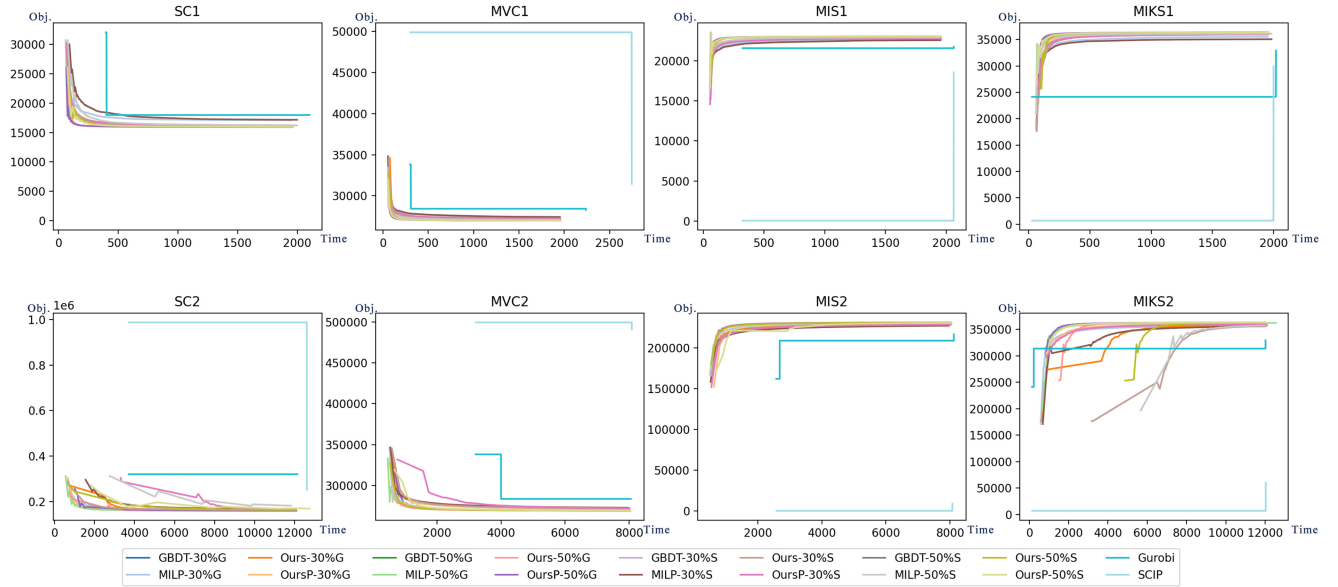 SC1
MVC1
MIS1
MIKS1
Obj.
Obj.
Obj.
Obj.
30000
25000
20000
15000
10000
5000
0
50000
45000
40000
35000
30000
20000
15000
10000
5000
0
35000
30000
25000
20000
15000
10000
5000
0
0 500 1000 1500 2000
0 500 1000 1500 2000 2500
0 500 1000 1500 2000
0 500 1000 1500 2000
Time
Time
Time
Time
SC2
MVC2
MIS2
MIKS2
Obj.
Obj.
Obj.
Obj.
1e6
1.0
0.8
0.6
0.4
0.2
500000
450000
400000
350000
300000
200000
150000
100000
50000
0
350000
300000
250000
200000
150000
100000
50000
0
0 2000 4000 6000 8000 10000 12000
2000 4000 6000 8000
2000 4000 6000 8000
0 2000 4000 6000 8000 10000 12000
Time
Time
Time
Time
GBDT-30%G Ours-30%G GBDT-50%G Ours-50%G GBDT-30%S Ours-30%S GBDT-50%S Ours-50%S Gurobi
MILP-30%G OursP-30%G MILP-50%G OursP-50%G MILP-30%S OursP-30%S MILP-50%S OursP-50%S SCIP